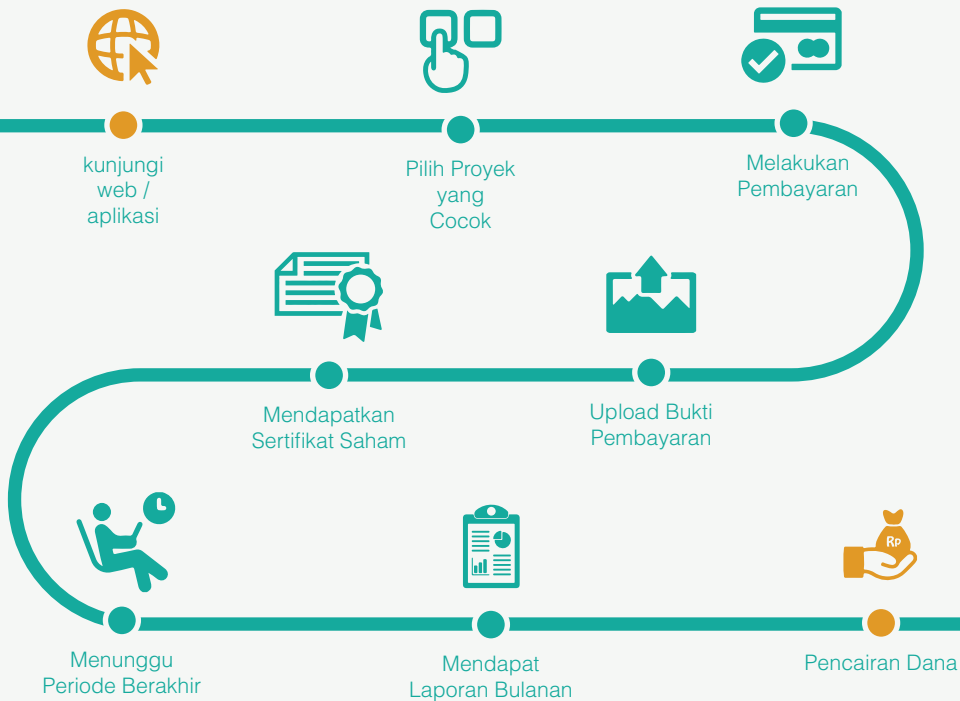 kunjungi
web /
aplikasi
Pilih Proyek
yang
Cocok
Melakukan
Pembayaran
Upload Bukti
Pembayaran
Mendapatkan
Sertifikat Saham
Menunggu
Periode Berakhir
Mendapat
Laporan Bulanan
Rp
Pencairan Dana